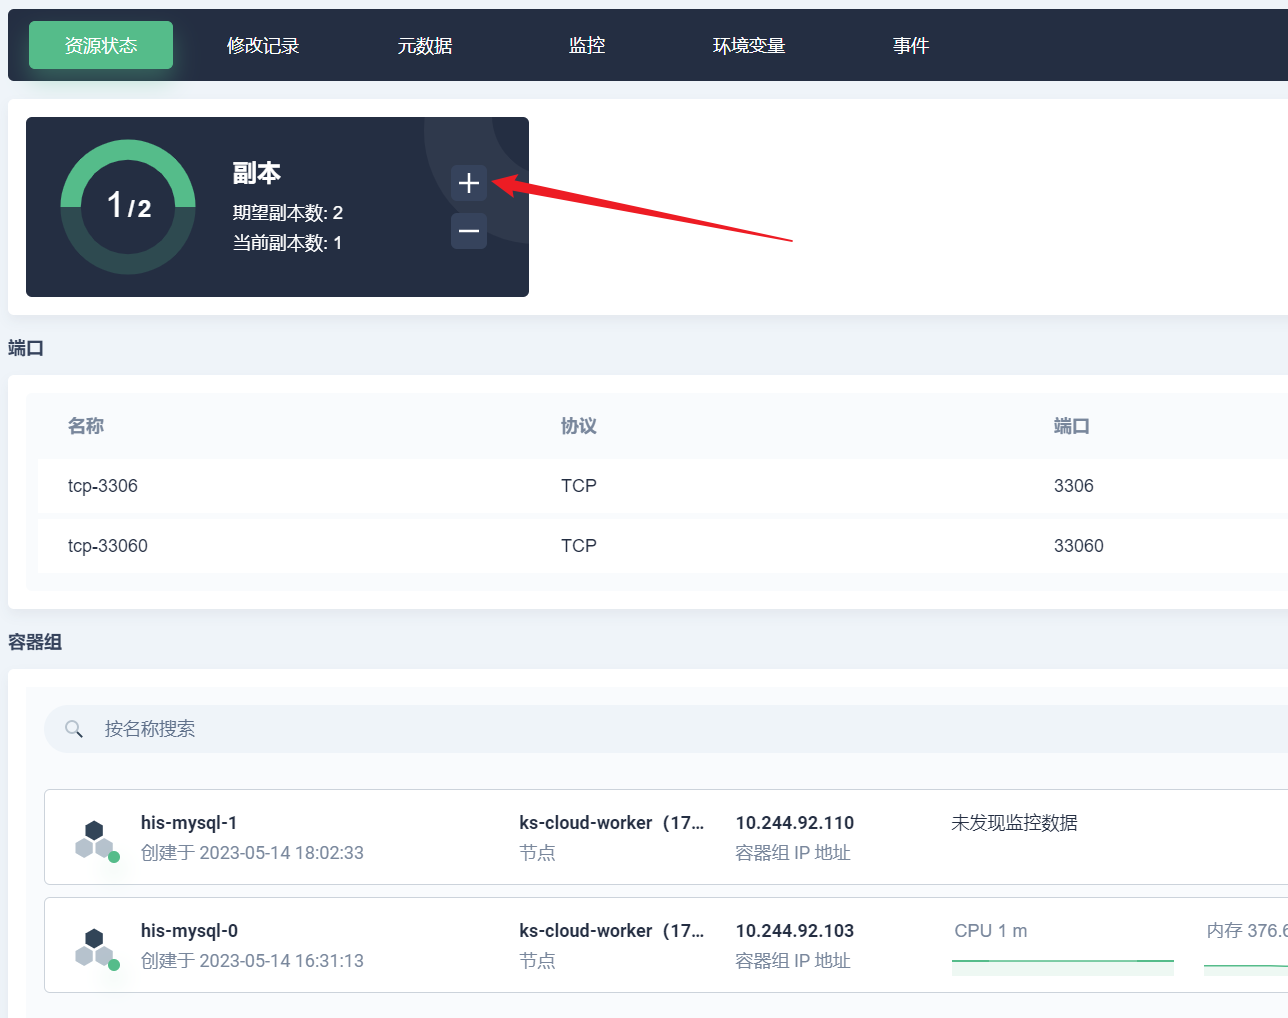 资源状态 修改记录 元数据 监控 环境变量 事件
1/2
副本
期望副本数: 2
当前副本数: 1
端口
名称 协议 端口
tcp-3306 TCP 3306
tcp-33060 TCP 33060
容器组
按名称搜索
his-mysql-1 ks-cloud-worker（17... 10.244.92.110 未发现监控数据
创建于 2023-05-14 18:02:33 节点 容器组 IP 地址
his-mysql-0 ks-cloud-worker（17... 10.244.92.103 CPU 1 m 内存 376.6
创建于 2023-05-14 16:31:13 节点 容器组 IP 地址